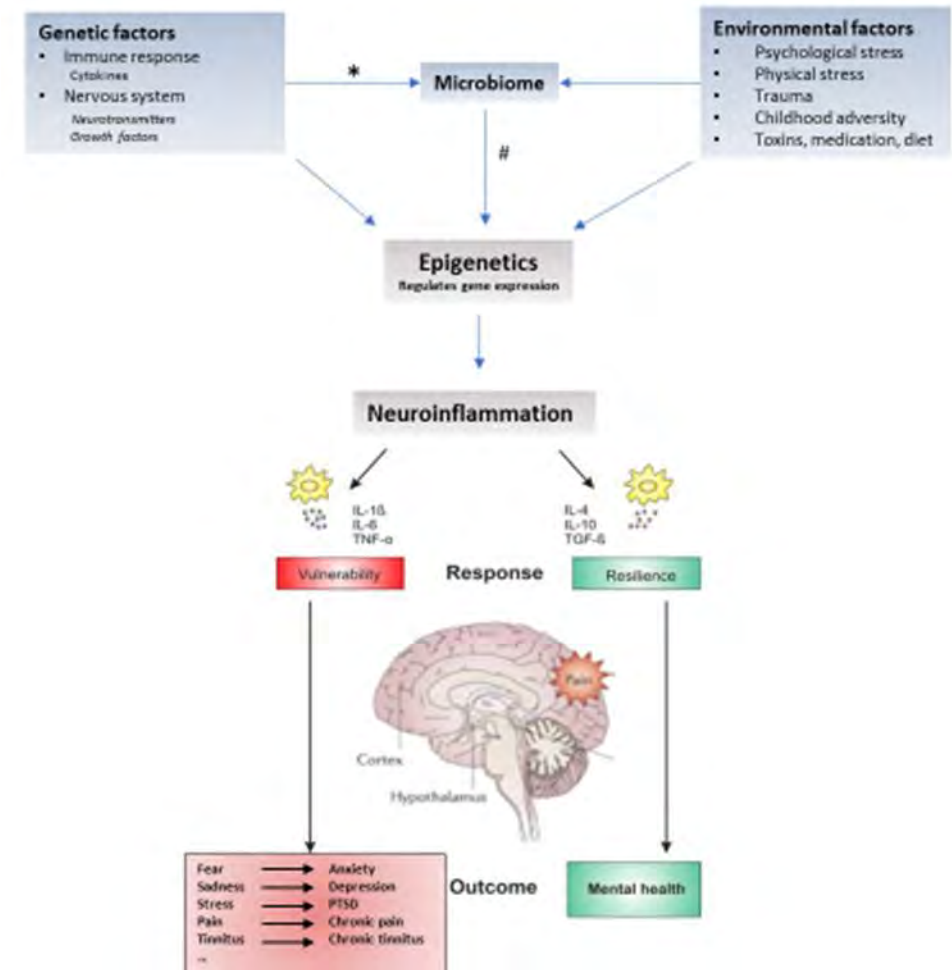 Genetic factors
• Immune response
Cytokines
• Nervous system
Neurotransmitters
Growth factors
*
Microbiome
Environmental factors
▪ Psychological stress
▪ Physical stress
▪ Trauma
▪ Childhood adversity
▪ Toxins, medication, diet
#
Epigenetics
Regulates gene expression
Neuroinflammation
IL-1ß
IL-6
TNF-α
IL-4
IL-10
TGF-ß
Vulnerability
Response
Resilience
Pain
Cortex
Hypothalamus
Fear Anxiety
Sadness Depression
Stress PTSD
Pain Chronic pain
Tinnitus Chronic tinnitus
...
Outcome
Mental health